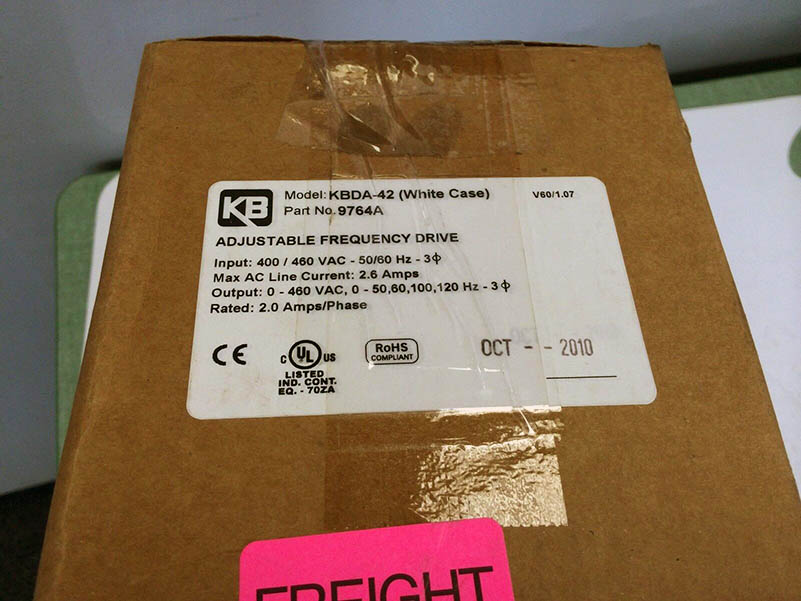 KB
Model: KBDA-42 (White Case)
V60/1.07
Part No. 9764A
ADJUSTABLE FREQUENCY DRIVE
Input: 400 / 460 VAC - 50/60 Hz - 3ϕ
Max AC Line Current: 2.6 Amps
Output: 0 - 460 VAC, 0 - 50,60,100,120 Hz - 3ϕ
Rated: 2.0 Amps/Phase
CE
C UL US
LISTED
IND. CONT.
EQ. - 70ZA
RoHS
COMPLIANT
OCT - - 2010
FREIGHT